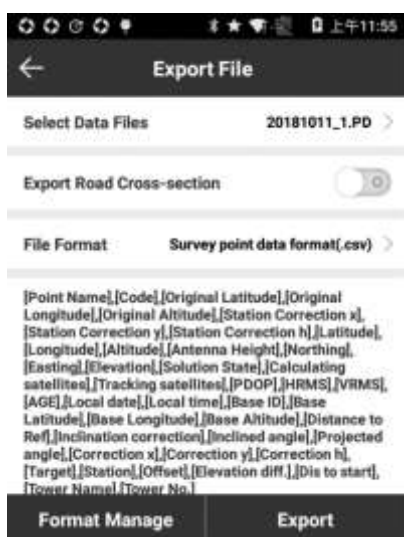 上午11:55
Export File
Select Data Files 20181011_1.PD
Export Road Cross-section
File Format Survey point data format(.csv)
[Point Name],[Code],[Original Latitude],[Original
Longitude],[Original Altitude],[Station Correction x],
[Station Correction y],[Station Correction h],[Latitude],
[Longitude],[Altitude],[Antenna Height],[Northing],
[Easting],[Elevation],[Solution State],[Calculating
satellites],[Tracking satellites],[PDOP],[HRMS],[VRMS],
[AGE],[Local date],[Local time],[Base ID],[Base
Latitude],[Base Longitude],[Base Altitude],[Distance to
Ref],[Inclination correction],[Inclined angle],[Projected
angle],[Correction x],[Correction y],[Correction h],
[Target],[Station],[Offset],[Elevation diff.],[Dis to start],
[Tower Name],[Tower No.]
Format Manage Export